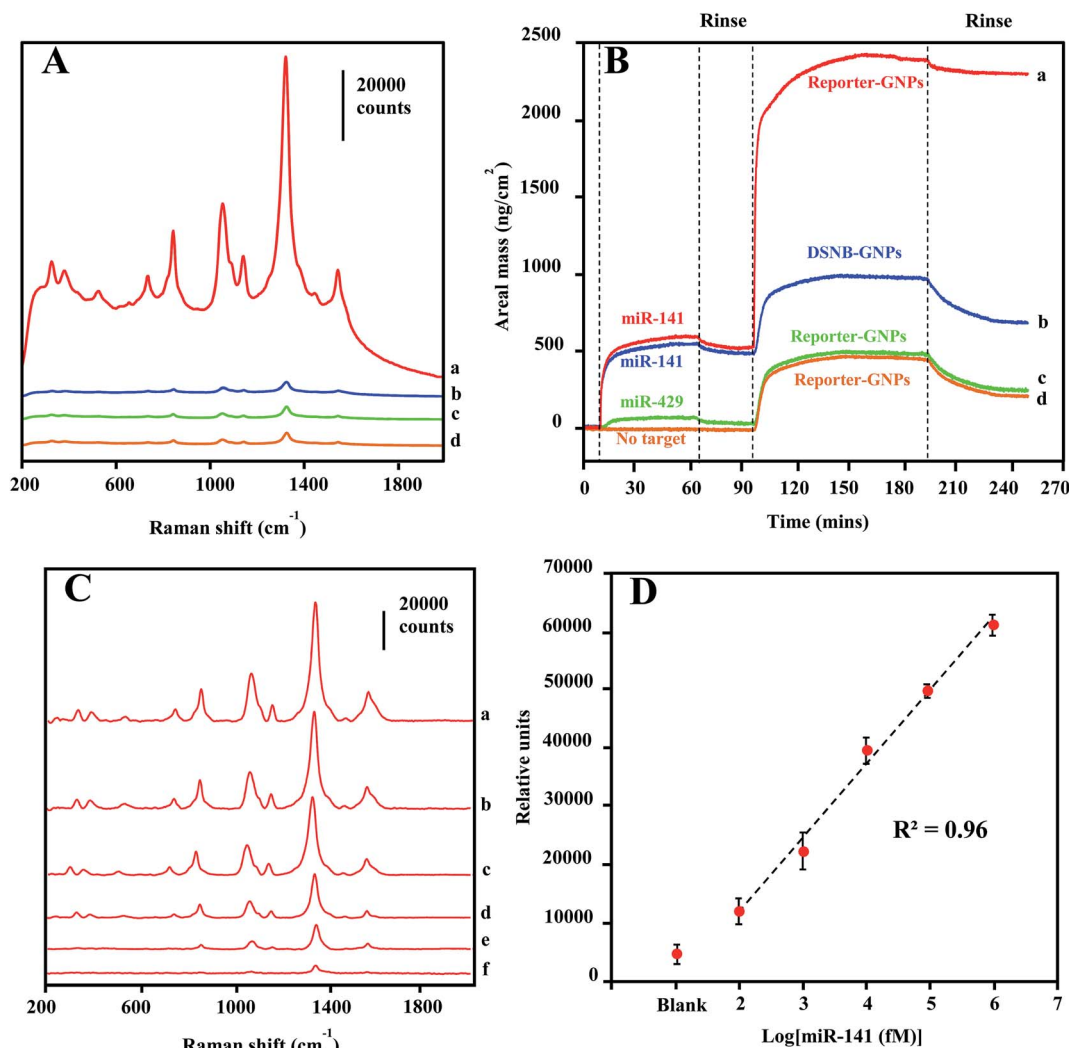 A
20000
counts
a
b
c
d
200 600 1000 1400 1800
Raman shift (cm-1)
Rinse Rinse
B
2500
2000
1500
1000
500
0
Areal mass (ng/cm2)
Reporter-GNPs
a
DSNB-GNPs
b
miR-141
miR-141
Reporter-GNPs
Reporter-GNPs
c
d
miR-429
No target
0 30 60 90 120 150 180 210 240 270
Time (mins)
C
20000
counts
a
b
c
d
e
f
200 600 1000 1400 1800
Raman shift (cm-1)
D
70000
60000
50000
40000
30000
20000
10000
0
Relative units
R² = 0.96
Blank 2 3 4 5 6 7
Log[miR-141 (fM)]